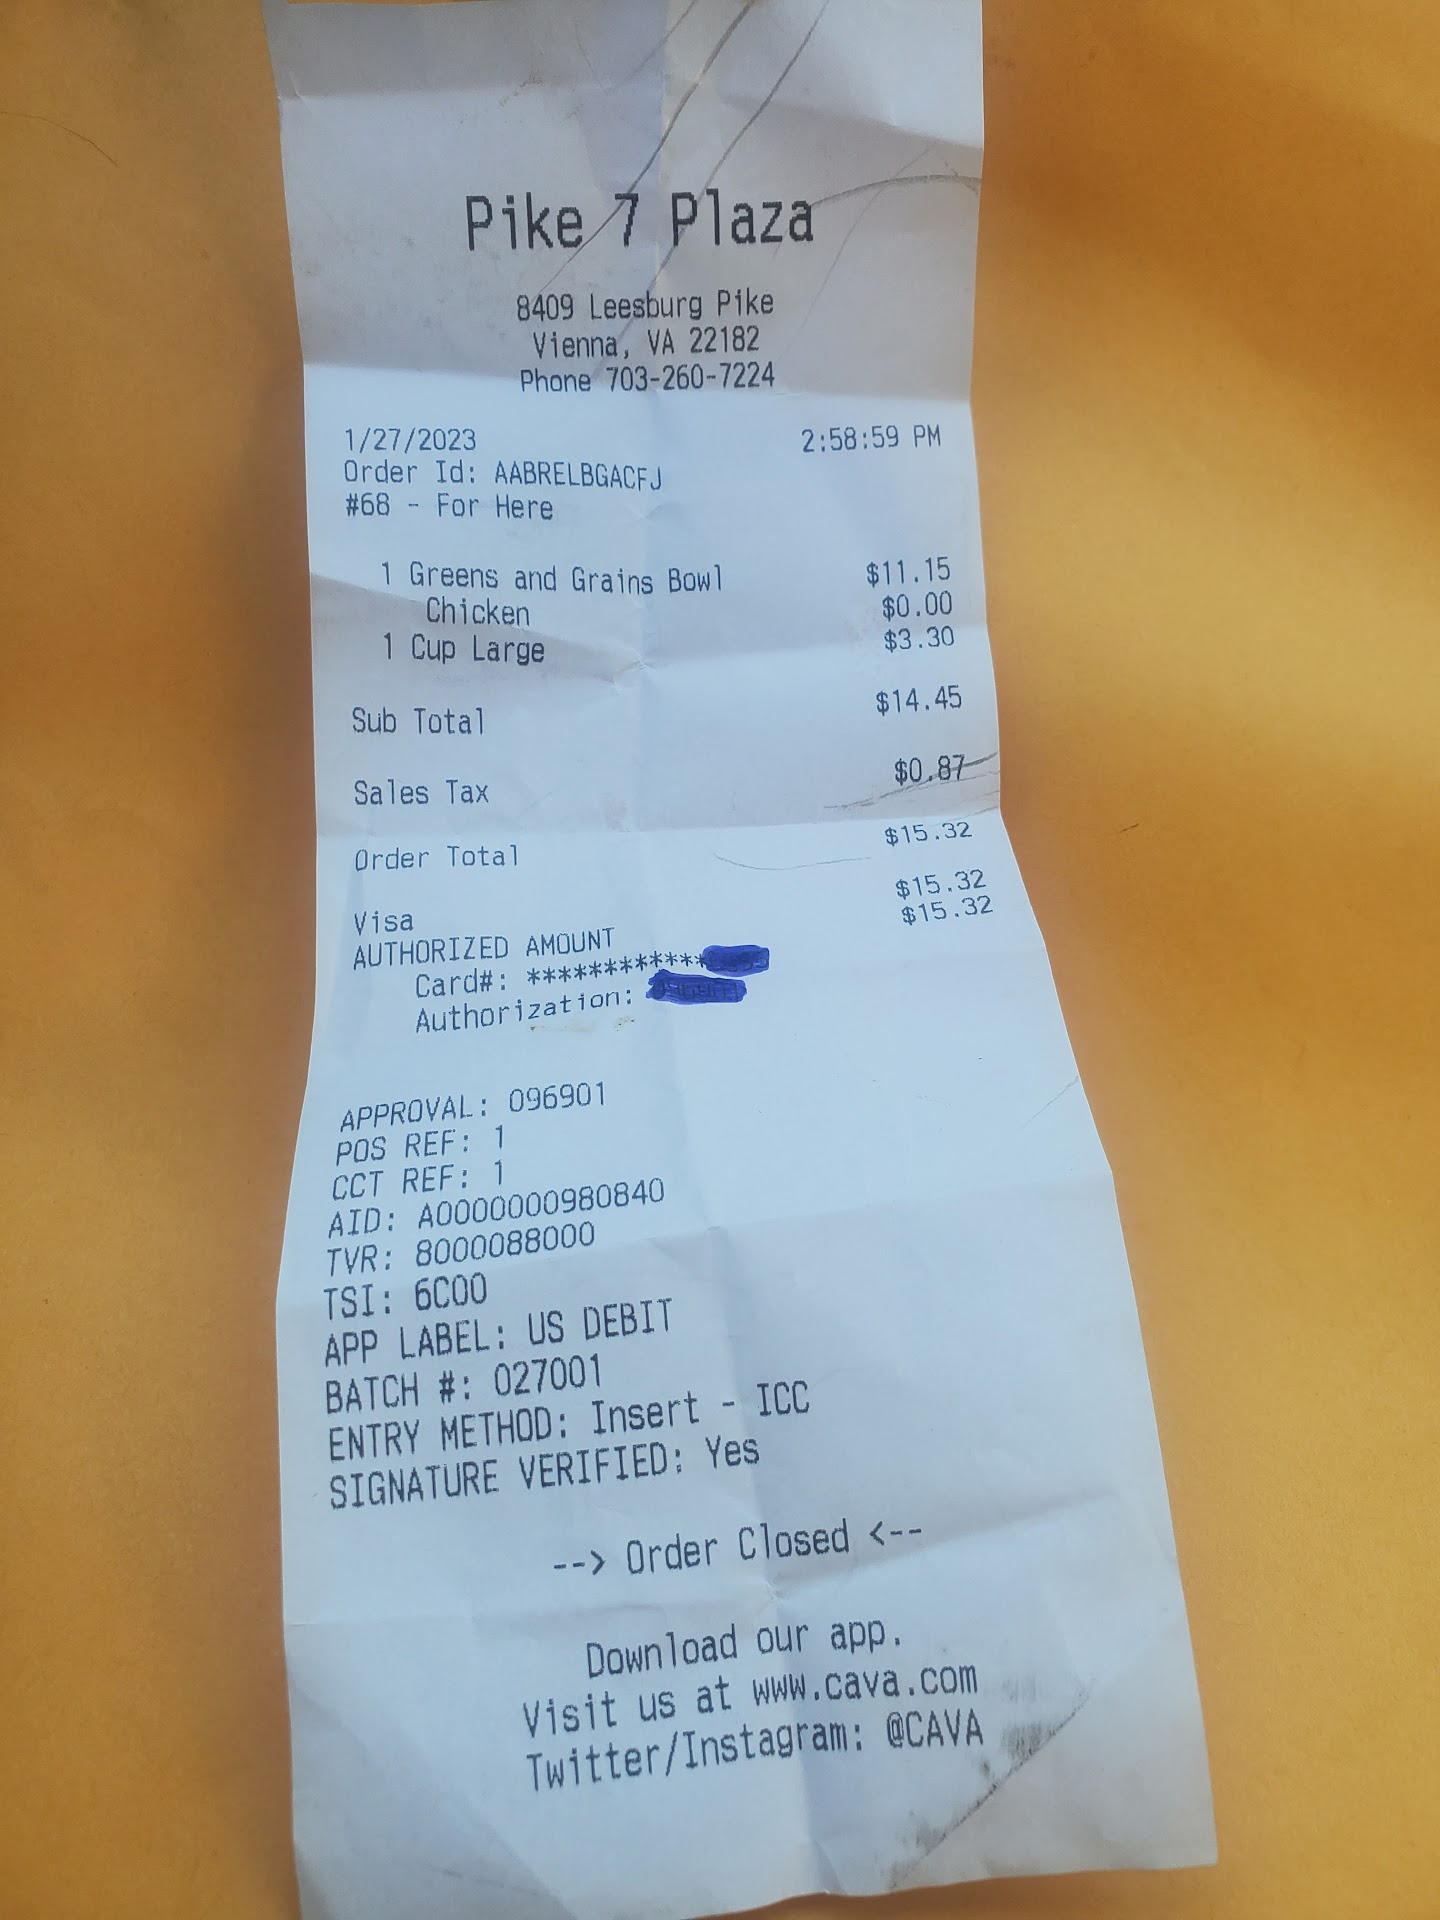 Pike 7 Plaza
8409 Leesburg Pike
Vienna, VA 22182
Phone 703-260-7224
1/27/2023 2:58:59 PM
Order Id: AABRELBGACFJ
#68 - For Here
1 Greens and Grains Bowl $11.15
Chicken $0.00
1 Cup Large $3.30
Sub Total $14.45
Sales Tax $0.87
Order Total $15.32
Visa $15.32
AUTHORIZED AMOUNT $15.32
Card#: ************
Authorization:
APPROVAL: 096901
POS REF: 1
CCT REF: 1
AID: A0000000980840
TVR: 8000088000
TSI: 6C00
APP LABEL: US DEBIT
BATCH #: 027001
ENTRY METHOD: Insert - ICC
SIGNATURE VERIFIED: Yes
--> Order Closed <--
Download our app.
Visit us at www.cava.com
Twitter/Instagram: @CAVA